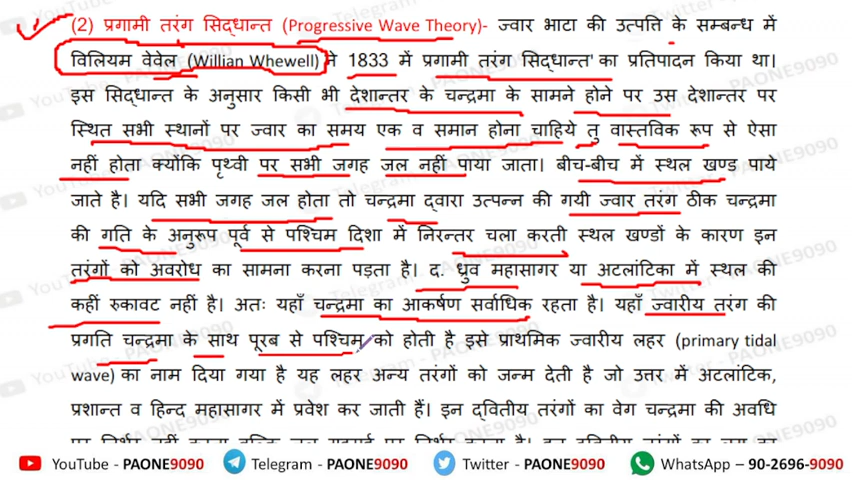 (2) प्रगामी तरंग सिद्धान्त (Progressive Wave Theory)- ज्वार भाटा की उत्पत्ति के सम्बन्ध में
विलियम वेवेल (Willian Whewell) ने 1833 में प्रगामी तरंग सिद्धान्त' का प्रतिपादन किया था।
इस सिद्धान्त के अनुसार किसी भी देशान्तर के चन्द्रमा के सामने होने पर उस देशान्तर पर
स्थित सभी स्थानों पर ज्वार का समय एक व समान होना चाहिये तु वास्तविक रूप से ऐसा
नहीं होता क्योंकि पृथ्वी पर सभी जगह जल नहीं पाया जाता। बीच-बीच में स्थल खण्ड पाये
जाते है। यदि सभी जगह जल होता तो चन्द्रमा द्वारा उत्पन्न की गयी ज्वार तरंग ठीक चन्द्रमा
की गति के अनुरूप पूर्व से पश्चिम दिशा में निरन्तर चला करती स्थल खण्डों के कारण इन
तरंगों को अवरोध का सामना करना पड़ता है। द. ध्रुव महासागर या अटलांटिका में स्थल की
कहीं रुकावट नहीं है। अतः यहाँ चन्द्रमा का आकर्षण सर्वाधिक रहता है। यहाँ ज्वारीय तरंग की
प्रगति चन्द्रमा के साथ पूरब से पश्चिम को होती है इसे प्राथमिक ज्वारीय लहर (primary tidal
wave) का नाम दिया गया है यह लहर अन्य तरंगों को जन्म देती है जो उत्तर में अटलांटिक,
प्रशान्त व हिन्द महासागर में प्रवेश कर जाती हैं। इन द्वितीय तरंगों का वेग चन्द्रमा की अवधि
YouTube - PAONE9090 Telegram - PAONE9090 Twitter - PAONE9090 WhatsApp – 90-2696-9090